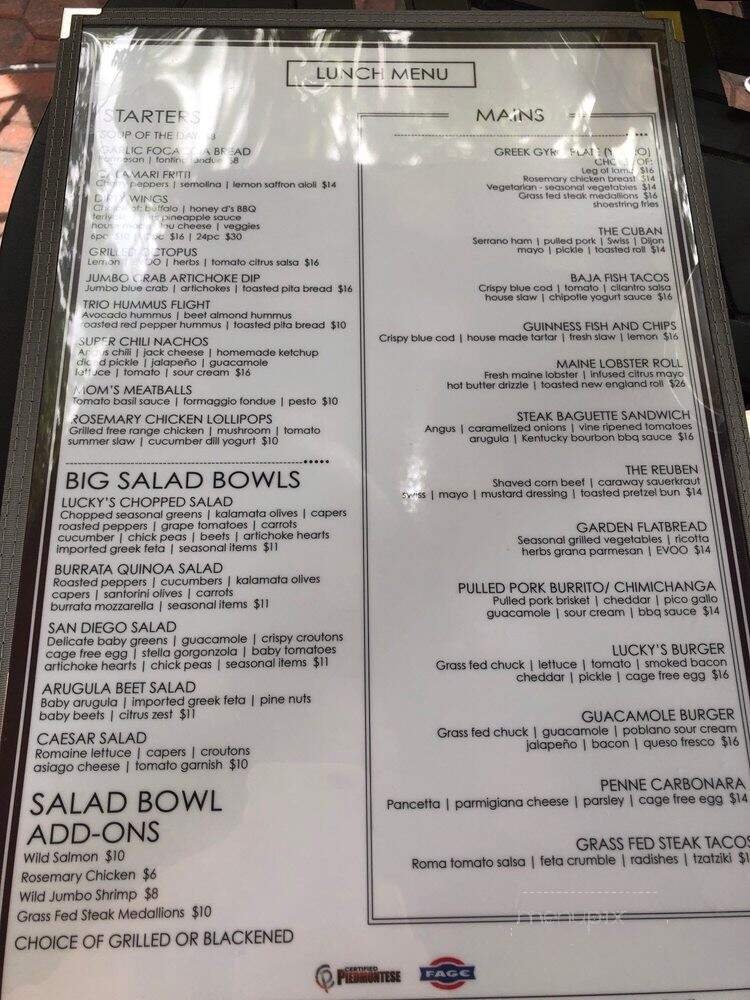 LUNCH MENU
STARTERS
SOUP OF THE DAY $8
GARLIC FOCACCIA BREAD
Parmesan | fontina fondue $8
CALAMARI FRITTI
peppers | semolina | lemon saffron aioli $14
WINGS
buffalo | honey d's BBQ
pineapple sauce
cheese | veggies
$16 | 24pc $30
GRILLED OCTOPUS
Lemon | EVOO | herbs | tomato citrus salsa $16
JUMBO CRAB ARTICHOKE DIP
Jumbo blue crab | artichokes | toasted pita bread $16
TRIO HUMMUS FLIGHT
Avocado hummus | beet almond hummus
roasted red pepper hummus | toasted pita bread $10
SUPER CHILI NACHOS
Angus chili | jack cheese | homemade ketchup
diced pickle | jalapeño | guacamole
lettuce | tomato | sour cream $16
MOM'S MEATBALLS
Tomato basil sauce | formaggio fondue | pesto $10
ROSEMARY CHICKEN LOLLIPOPS
Grilled free range chicken | mushroom | tomato
summer slaw | cucumber dill yogurt $10
BIG SALAD BOWLS
LUCKY'S CHOPPED SALAD
Chopped seasonal greens | kalamata olives | capers
roasted peppers | grape tomatoes | carrots
cucumber | chick peas | beets | artichoke hearts
imported greek feta | seasonal items $11
BURRATA QUINOA SALAD
Roasted peppers | cucumbers | kalamata olives
capers | santorini olives | carrots
burrata mozzarella | seasonal items $11
SAN DIEGO SALAD
Delicate baby greens | guacamole | crispy croutons
cage free egg | stella gorgonzola | baby tomatoes
artichoke hearts | chick peas | seasonal items $11
ARUGULA BEET SALAD
Baby arugula | imported greek feta | pine nuts
baby beets | citrus zest $11
CAESAR SALAD
Romaine lettuce | capers | croutons
asiago cheese | tomato garnish $10
SALAD BOWL
ADD-ONS
Wild Salmon $10
Rosemary Chicken $6
Wild Jumbo Shrimp $8
Grass Fed Steak Medallions $10
CHOICE OF GRILLED OR BLACKENED
MAINS
GREEK GYRO PLATE
CHOICE OF:
Leg of lamb $16
Rosemary chicken breast $14
Vegetarian - seasonal vegetables $14
Grass fed steak medallions $16
shoestring fries
THE CUBAN
Serrano ham | pulled pork | Swiss | Dijon
mayo | pickle | toasted roll $14
BAJA FISH TACOS
Crispy blue cod | tomato | cilantro salsa
house slaw | chipotle yogurt sauce $16
GUINNESS FISH AND CHIPS
Crispy blue cod | house made tartar | fresh slaw | lemon $16
MAINE LOBSTER ROLL
Fresh maine lobster | infused citrus mayo
hot butter drizzle | toasted new england roll $26
STEAK BAGUETTE SANDWICH
Angus | caramelized onions | vine ripened tomatoes
arugula | Kentucky bourbon bbq sauce $16
THE REUBEN
Shaved corn beef | caraway sauerkraut
swiss | mayo | mustard dressing | toasted pretzel bun $14
GARDEN FLATBREAD
Seasonal grilled vegetables | ricotta
herbs grana parmesan | EVOO $14
PULLED PORK BURRITO/ CHIMICHANGA
Pulled pork brisket | cheddar | pico gallo
guacamole | sour cream | bbq sauce $14
LUCKY'S BURGER
Grass fed chuck | lettuce | tomato | smoked bacon
cheddar | pickle | cage free egg $16
GUACAMOLE BURGER
Grass fed chuck | guacamole | poblano sour cream
jalapeño | bacon | queso fresco $16
PENNE CARBONARA
Pancetta | parmigiana cheese | parsley | cage free egg $14
GRASS FED STEAK TACOS
Roma tomato salsa | feta crumble | radishes | tzatziki
menupix
CERTIFIED
PIEDMONTESE
FAGE